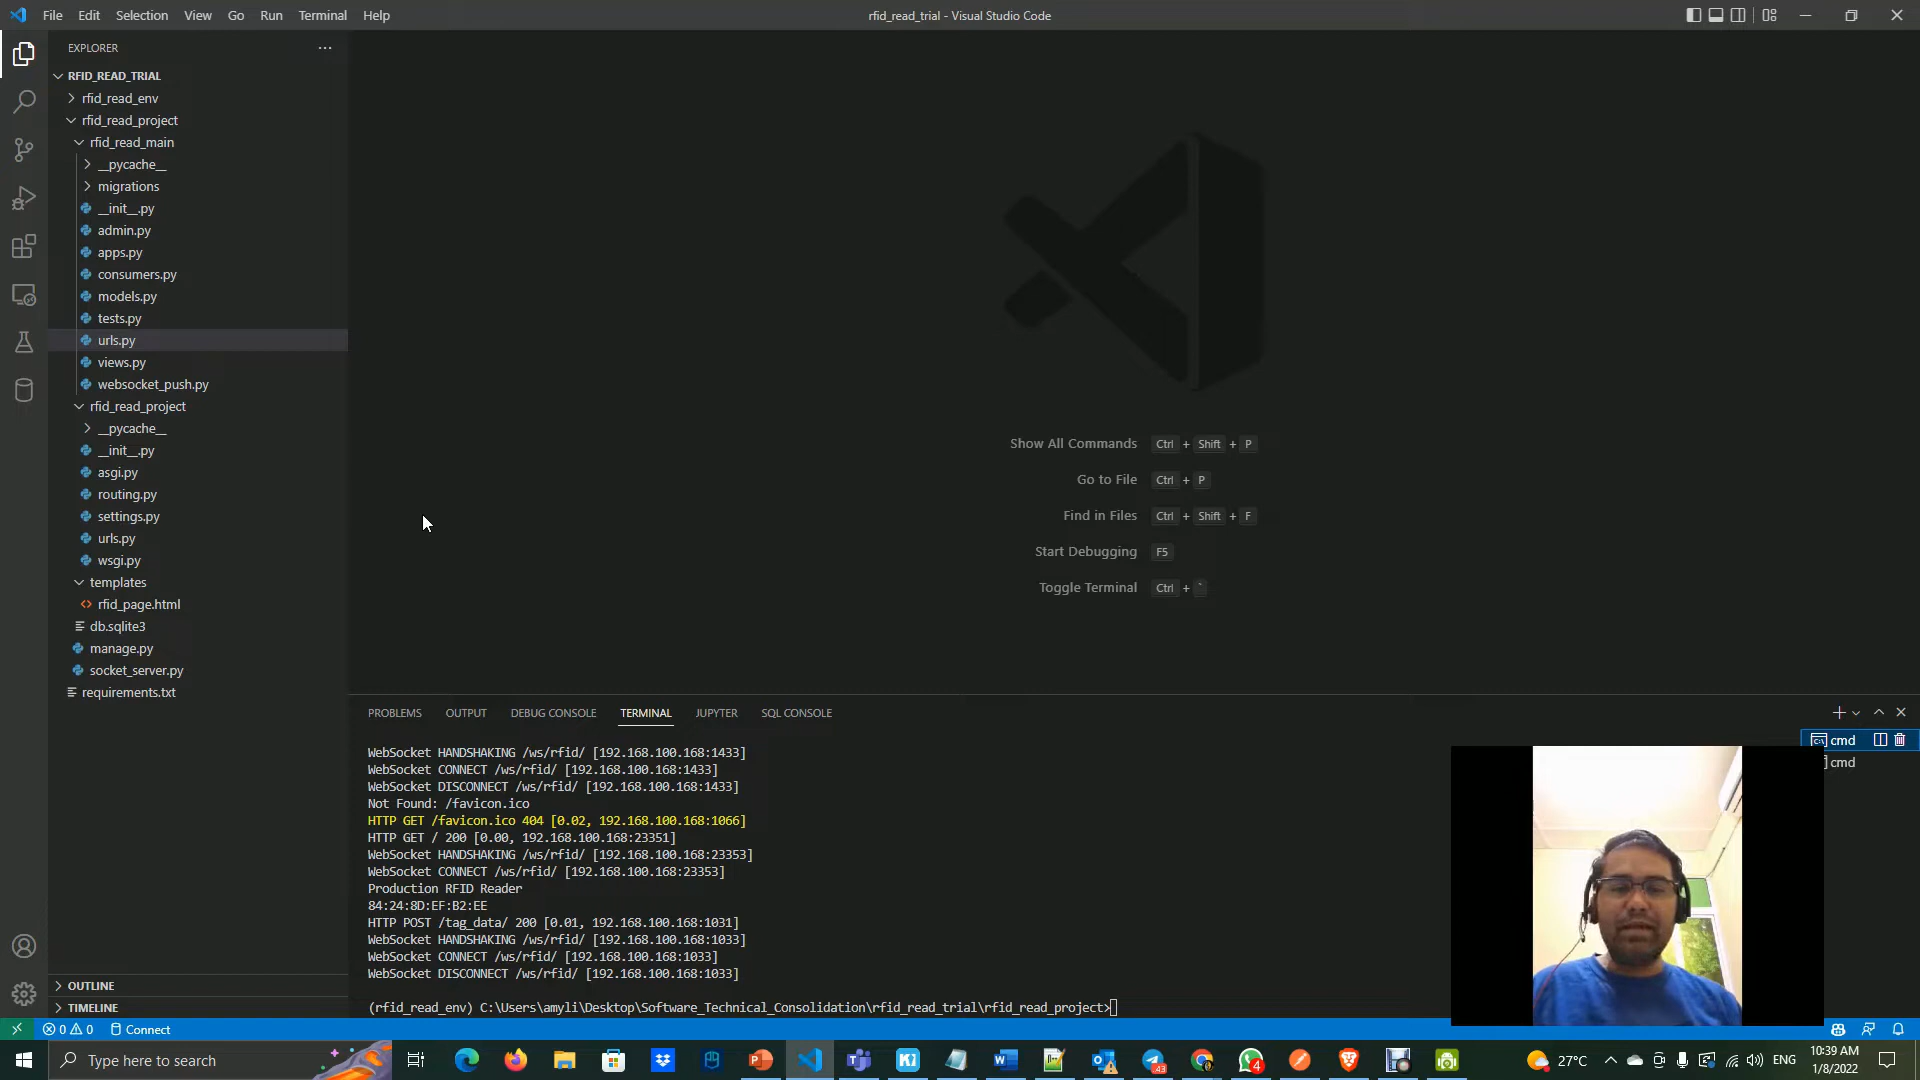 File Edit Selection View Go Run Terminal Help
rfid_read_trial - Visual Studio Code
EXPLORER
RFID_READ_TRIAL
rfid_read_env
rfid_read_project
rfid_read_main
__pycache__
migrations
__init__.py
admin.py
apps.py
consumers.py
models.py
tests.py
urls.py
views.py
websocket_push.py
rfid_read_project
__pycache__
__init__.py
asgi.py
routing.py
settings.py
urls.py
wsgi.py
templates
rfid_page.html
db.sqlite3
manage.py
socket_server.py
requirements.txt
OUTLINE
TIMELINE
Show All Commands Ctrl + Shift + P
Go to File Ctrl + P
Find in Files Ctrl + Shift + F
Start Debugging F5
Toggle Terminal Ctrl + `
PROBLEMS OUTPUT DEBUG CONSOLE TERMINAL JUPYTER SQL CONSOLE
WebSocket HANDSHAKING /ws/rfid/ [192.168.100.168:1433]
WebSocket CONNECT /ws/rfid/ [192.168.100.168:1433]
WebSocket DISCONNECT /ws/rfid/ [192.168.100.168:1433]
Not Found: /favicon.ico
HTTP GET /favicon.ico 404 [0.02, 192.168.100.168:1066]
HTTP GET / 200 [0.00, 192.168.100.168:23351]
WebSocket HANDSHAKING /ws/rfid/ [192.168.100.168:23353]
WebSocket CONNECT /ws/rfid/ [192.168.100.168:23353]
Production RFID Reader
84:24:8D:EF:B2:EE
HTTP POST /tag_data/ 200 [0.01, 192.168.100.168:1031]
WebSocket HANDSHAKING /ws/rfid/ [192.168.100.168:1033]
WebSocket CONNECT /ws/rfid/ [192.168.100.168:1033]
WebSocket DISCONNECT /ws/rfid/ [192.168.100.168:1033]
(rfid_read_env) C:\Users\amyli\Desktop\Software_Technical_Consolidation\rfid_read_trial\rfid_read_project>
cmd
cmd
0 0 Connect
Type here to search
43
4
27°C
ENG
10:39 AM
1/8/2022